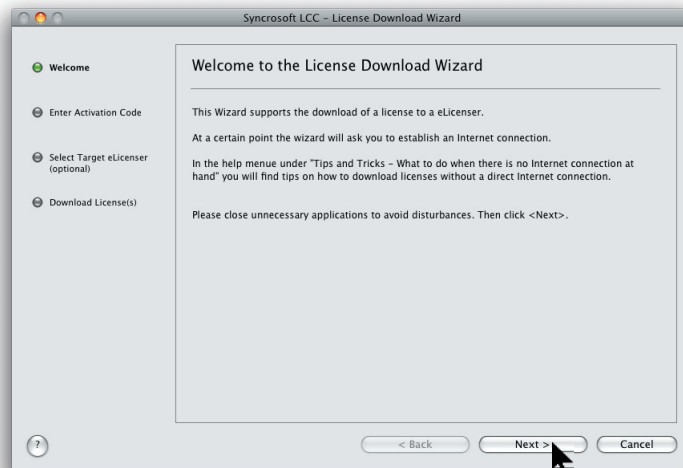 Syncrosoft LCC – License Download Wizard
Welcome
Enter Activation Code
Select Target eLicenser
(optional)
Download License(s)
Welcome to the License Download Wizard
This Wizard supports the download of a license to a eLicenser.
At a certain point the wizard will ask you to establish an Internet connection.
In the help menue under "Tips and Tricks – What to do when there is no Internet connection at
hand" you will find tips on how to download licenses without a direct Internet connection.
Please close unnecessary applications to avoid disturbances. Then click <Next>.
?
< Back
Next >
Cancel